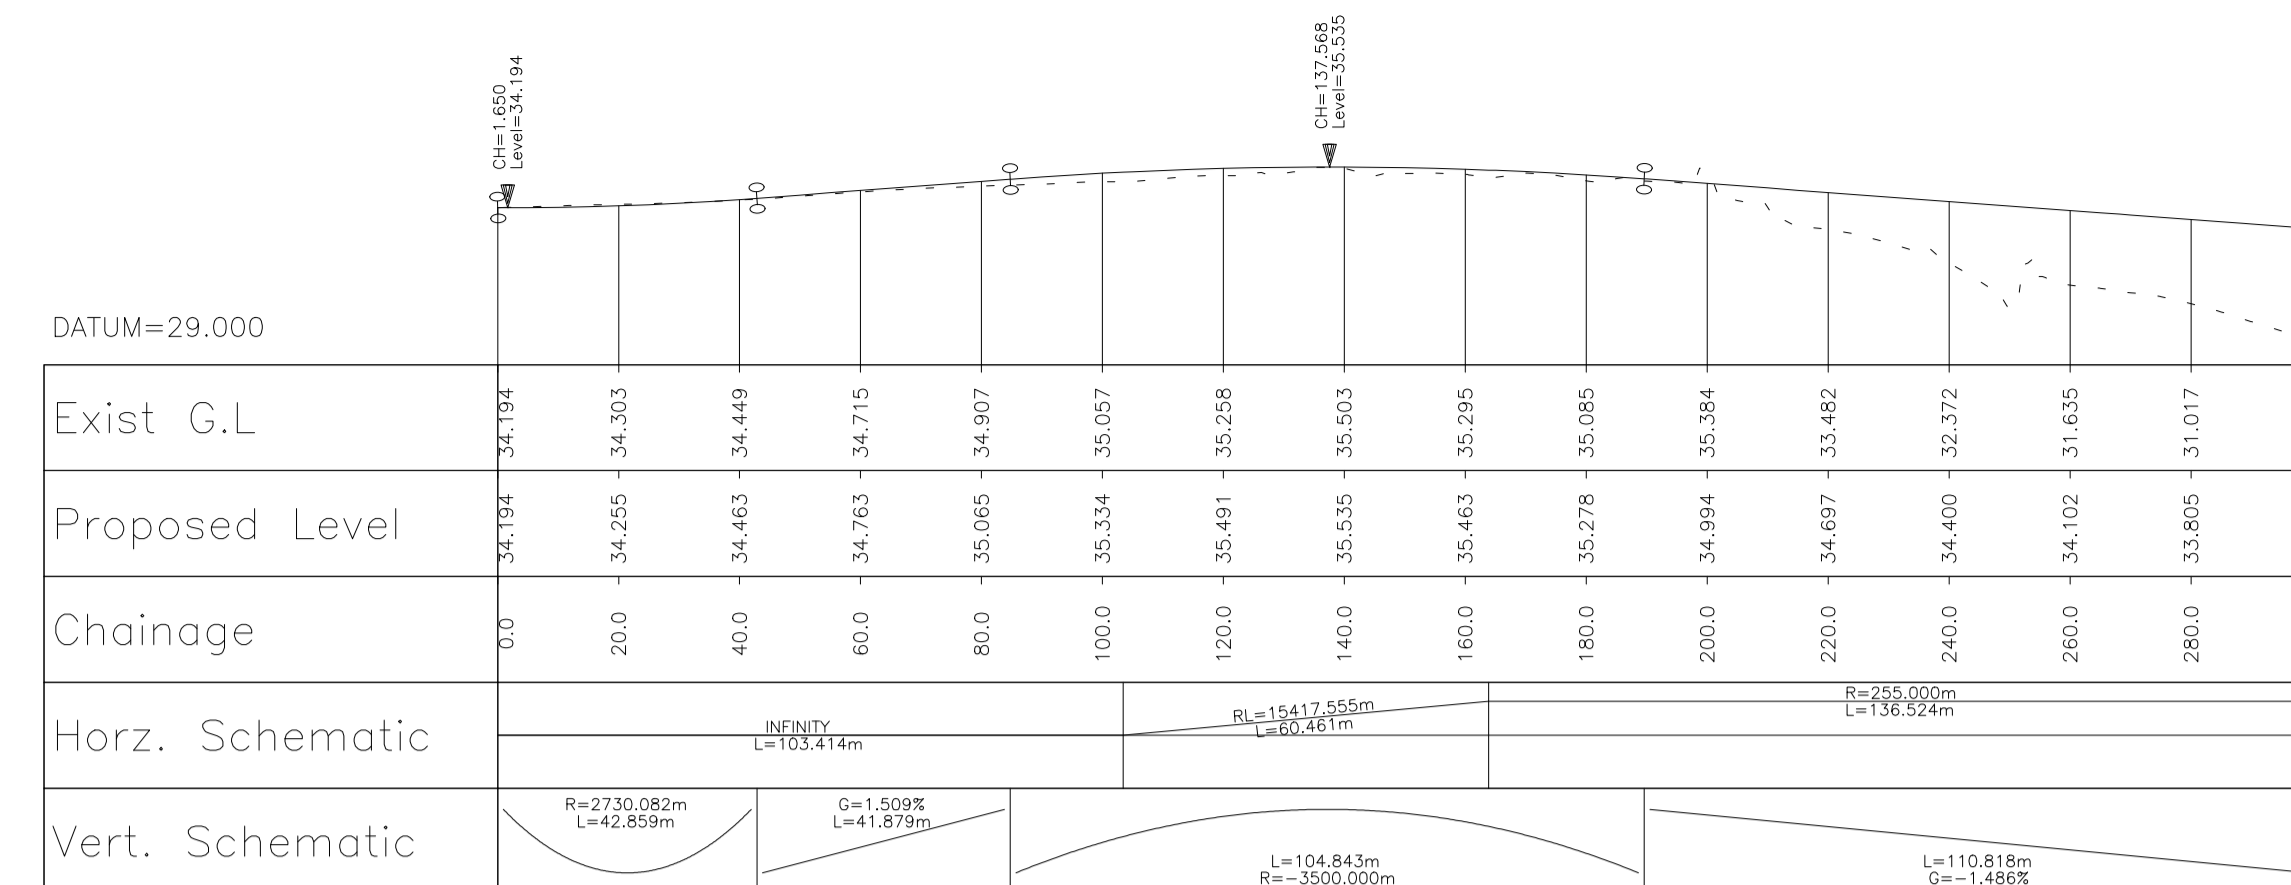 CH=1.650
Level=34.194
CH=137.568
Level=35.535
DATUM=29.000
Exist G.L
34.194
34.303
34.449
34.715
34.907
35.057
35.258
35.503
35.295
35.085
35.384
33.482
32.372
31.635
31.017
Proposed Level
34.194
34.255
34.463
34.763
35.065
35.334
35.491
35.535
35.463
35.278
34.994
34.697
34.400
34.102
33.805
Chainage
0.0
20.0
40.0
60.0
80.0
100.0
120.0
140.0
160.0
180.0
200.0
220.0
240.0
260.0
280.0
Horz. Schematic
INFINITY
L=103.414m
RL=15417.555m
L=60.461m
R=255.000m
L=136.524m
Vert. Schematic
R=2730.082m
L=42.859m
G=1.509%
L=41.879m
L=104.843m
R=-3500.000m
L=110.818m
G=-1.486%